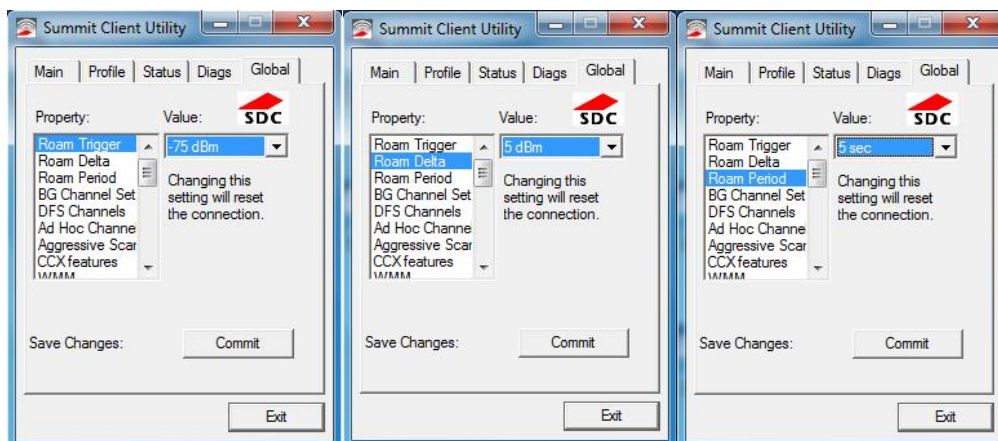 Summit Client Utility
Main Profile Status Diags Global
Property: Value: SDC
Roam Trigger -75 dBm
Roam Delta
Roam Period
BG Channel Set
DFS Channels
Ad Hoc Channe
Aggressive Scar
CCX features
WMM
Changing this
setting will reset
the connection.
Save Changes: Commit
Exit
Summit Client Utility
Main Profile Status Diags Global
Property: Value: SDC
Roam Trigger 5 dBm
Roam Delta
Roam Period
BG Channel Set
DFS Channels
Ad Hoc Channe
Aggressive Scar
CCX features
WMM
Changing this
setting will reset
the connection.
Save Changes: Commit
Exit
Summit Client Utility
Main Profile Status Diags Global
Property: Value: SDC
Roam Trigger 5 sec
Roam Delta
Roam Period
BG Channel Set
DFS Channels
Ad Hoc Channe
Aggressive Scar
CCX features
WMM
Changing this
setting will reset
the connection.
Save Changes: Commit
Exit